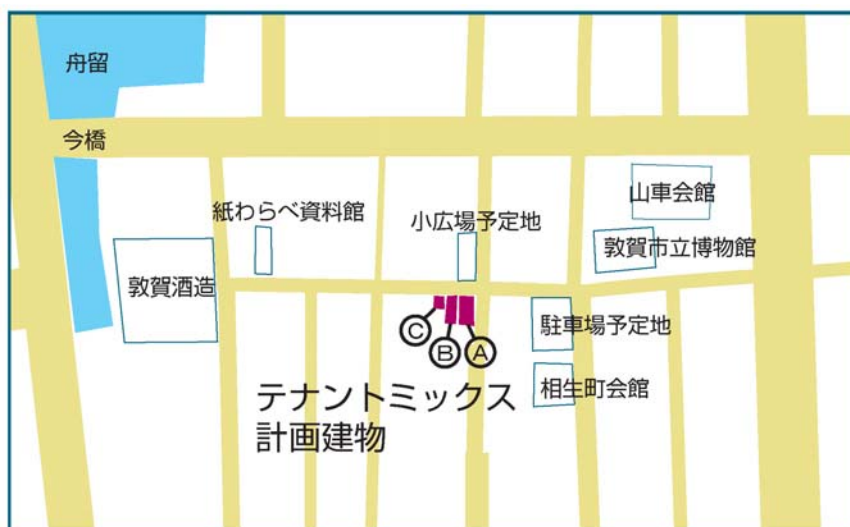 舟留
今橋
山車会館
紙わらべ資料館
小広場予定地
敦賀市立博物館
敦賀酒造
駐車場予定地
Ⓒ
Ⓑ
Ⓐ
相生町会館
テナントミックス
計画建物